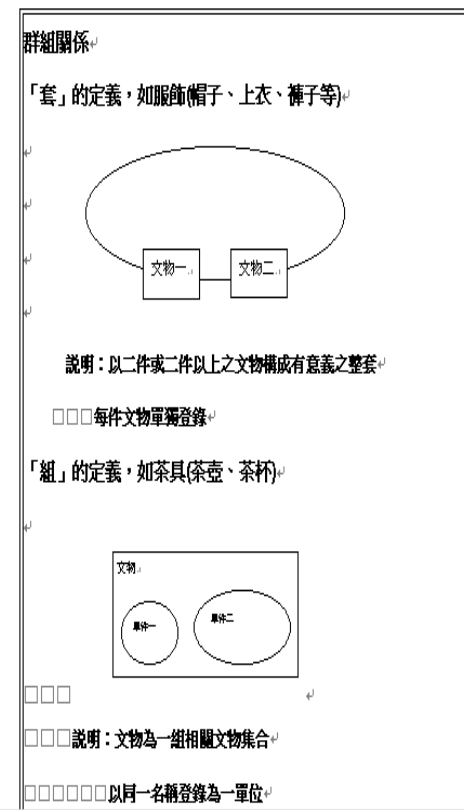 群組關係
「套」的定義，如服飾(帽子、上衣、褲子等)
文物一
文物二
說明：以二件或二件以上之文物構成有意義之整套
□□□每件文物單獨登錄
「組」的定義，如茶具(茶壺、茶杯)
文物
單件一
單件二
□□□
□□□說明：文物為一組相關文物集合
□□□□□□以同一名稱登錄為一單位